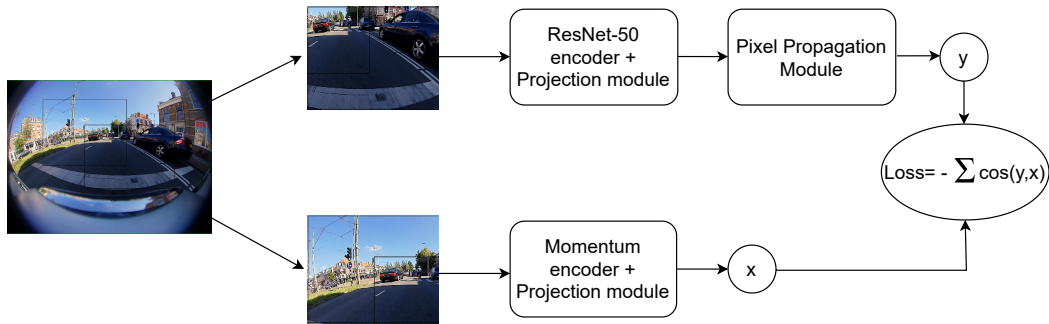 ResNet-50
encoder +
Projection module
Pixel Propagation
Module
y
Loss= - ∑ cos(y,x)
Momentum
encoder +
Projection module
x